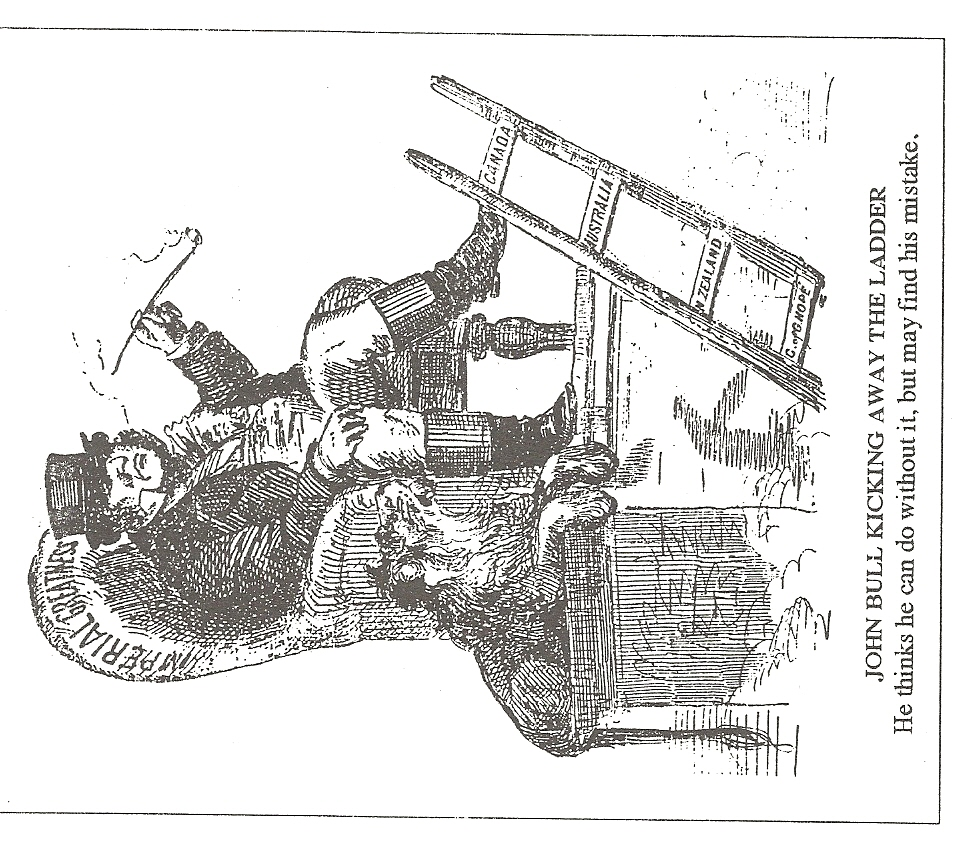 IMPERIAL GREATNESS
CANADA
AUSTRALIA
N ZEALAND
C. of G. HOPE
JOHN BULL KICKING AWAY THE LADDER
He thinks he can do without it, but may find his mistake.